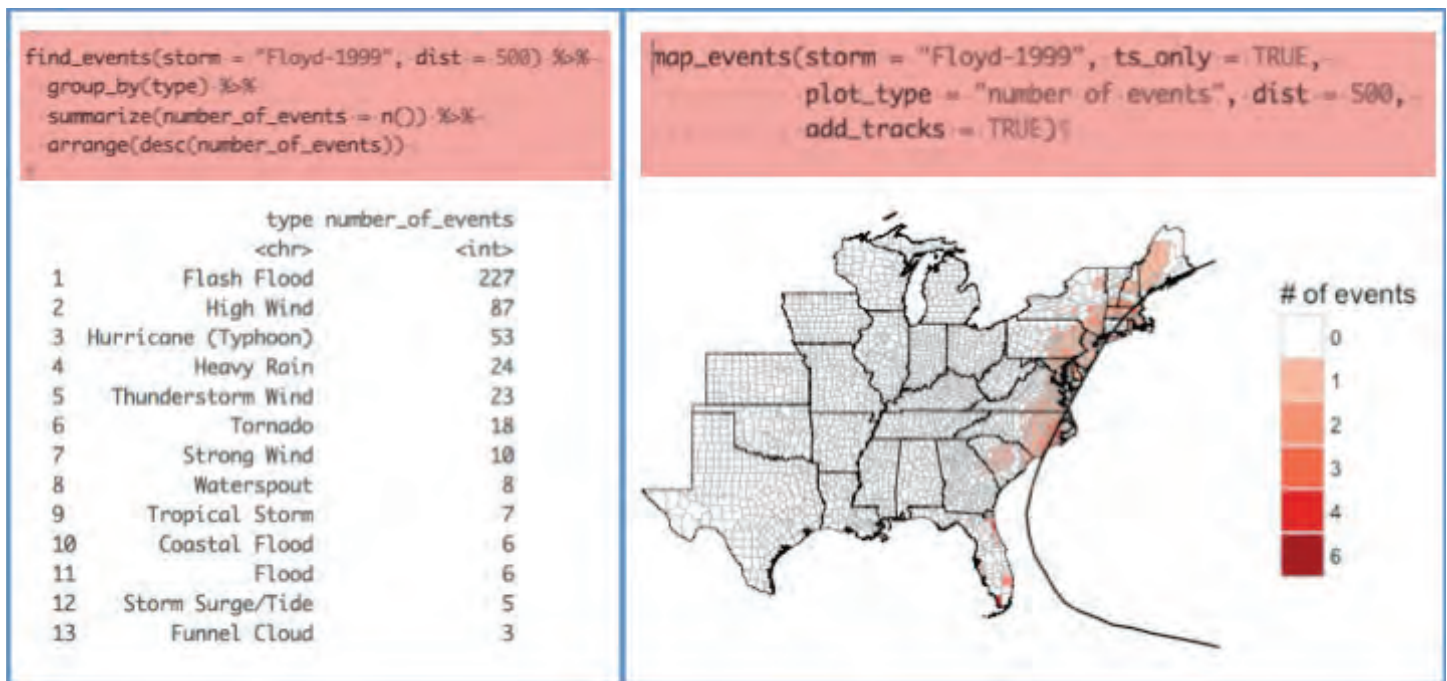 find_events(storm = "Floyd-1999", dist = 500) %>%
group_by(type) %>%
summarize(number_of_events = n()) %>%
arrange(desc(number_of_events))
type number_of_events
<chr> <int>
1 Flash Flood 227
2 High Wind 87
3 Hurricane (Typhoon) 53
4 Heavy Rain 24
5 Thunderstorm Wind 23
6 Tornado 18
7 Strong Wind 10
8 Waterspout 8
9 Tropical Storm 7
10 Coastal Flood 6
11 Flood 6
12 Storm Surge/Tide 5
13 Funnel Cloud 3
map_events(storm = "Floyd-1999", ts_only = TRUE,
plot_type = "number of events", dist = 500,
add_tracks = TRUE)
# of events
0
1
2
3
4
6